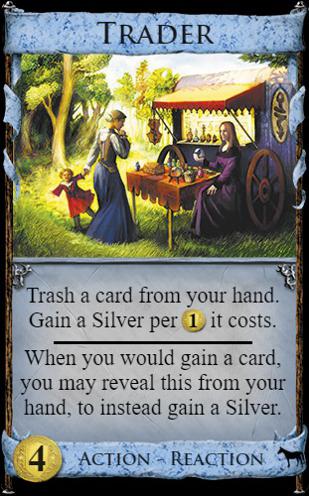 TRADER
Trash a card from your hand.
Gain a Silver per 1 it costs.
When you would gain a card,
you may reveal this from your
hand, to instead gain a Silver.
4 ACTION - REACTION